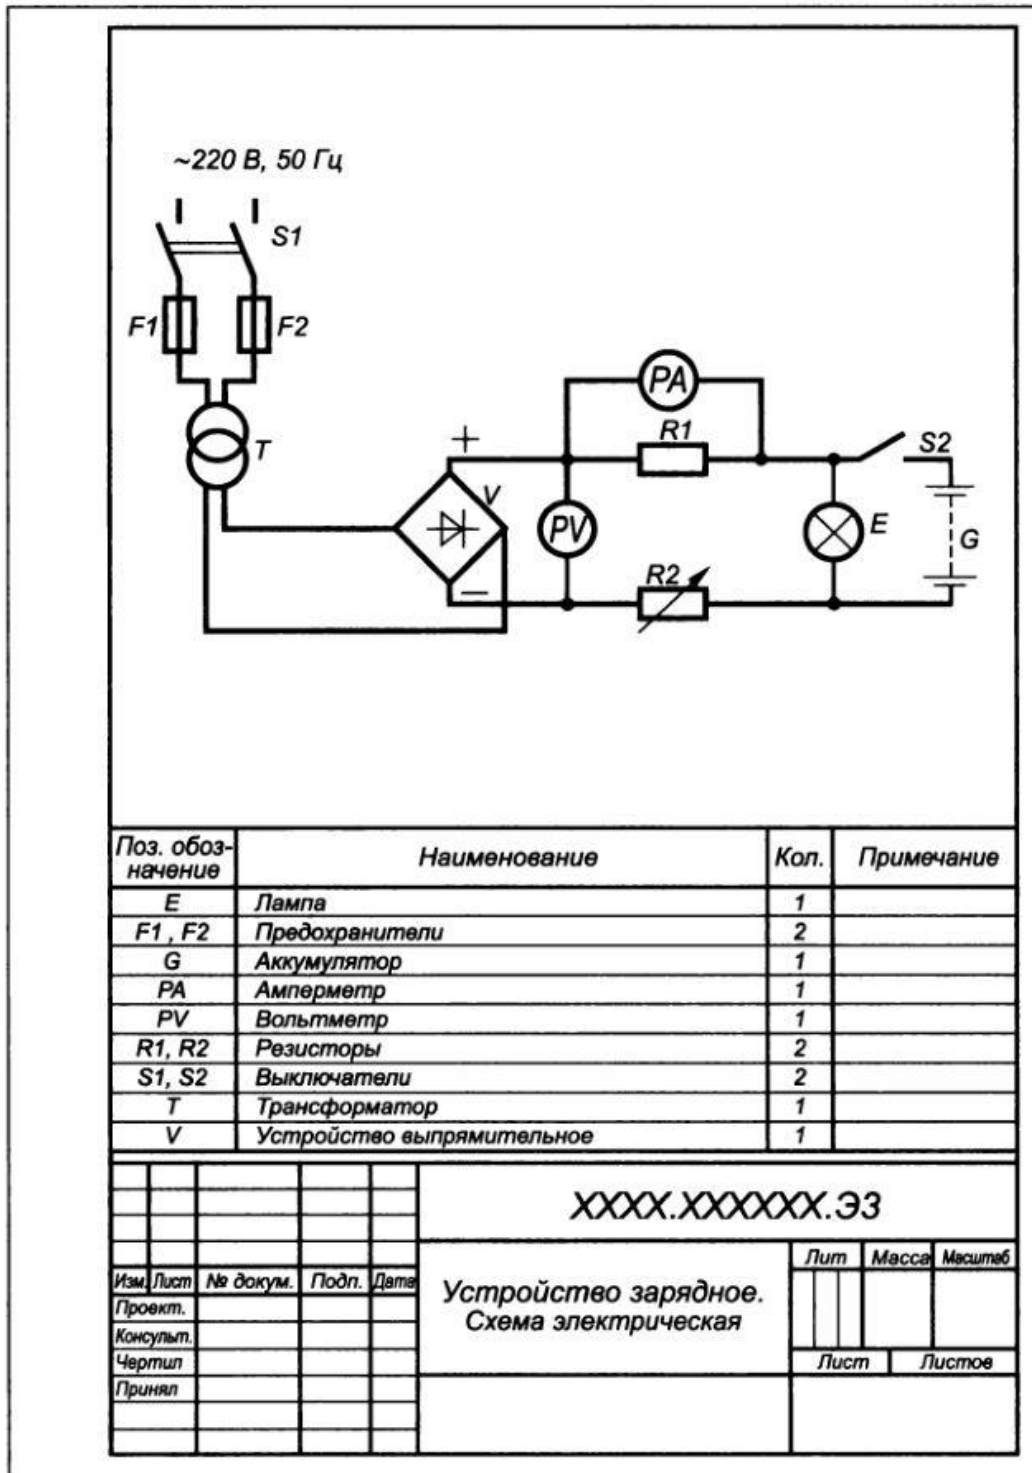 ~220 В, 50 Гц
S1
F1
F2
T
PA
R1
+
S2
V
PV
E
G
R2
—
Поз. обоз-
начение
Наименование
Кол.
Примечание
E Лампа 1
F1 , F2 Предохранители 2
G Аккумулятор 1
PA Амперметр 1
PV Вольтметр 1
R1, R2 Резисторы 2
S1, S2 Выключатели 2
T Трансформатор 1
V Устройство выпрямительное 1
XXXX.XXXXXX.ЭЗ
Лит Масса Масштаб
Изм. Лист № докум. Подп. Дата
Устройство зарядное.
Схема электрическая
Проект.
Консульт.
Чертил
Лист Листов
Принял